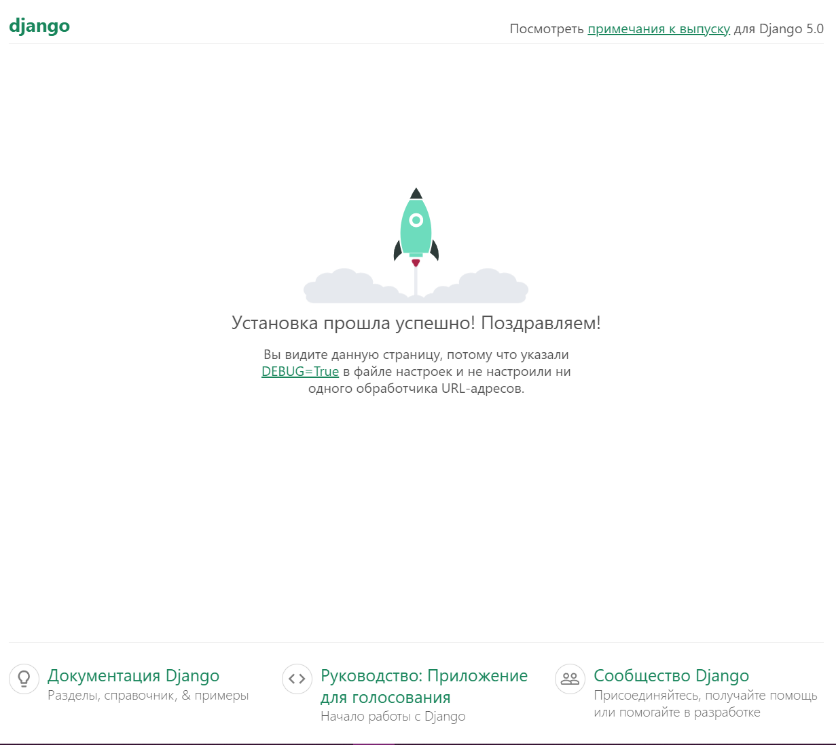 django
Посмотреть примечания к выпуску для Django 5.0
Установка прошла успешно! Поздравляем!
Вы видите данную страницу, потому что указали
DEBUG=True в файле настроек и не настроили ни
одного обработчика URL-адресов.
Документация Django
Разделы, справочник, & примеры
Руководство: Приложение
для голосования
Начало работы с Django
Сообщество Django
Присоединяйтесь, получайте помощь
или помогайте в разработке